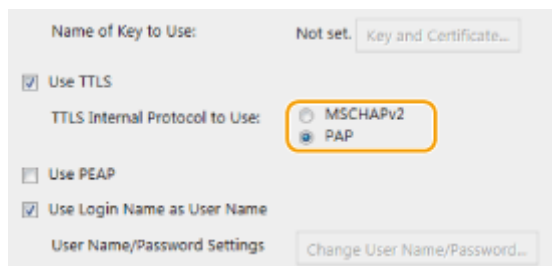 Name of Key to Use: Not set. Key and Certificate...
Use TTLS
TTLS Internal Protocol to Use: MSCHAPv2
PAP
Use PEAP
Use Login Name as User Name
User Name/Password Settings Change User Name/Password...